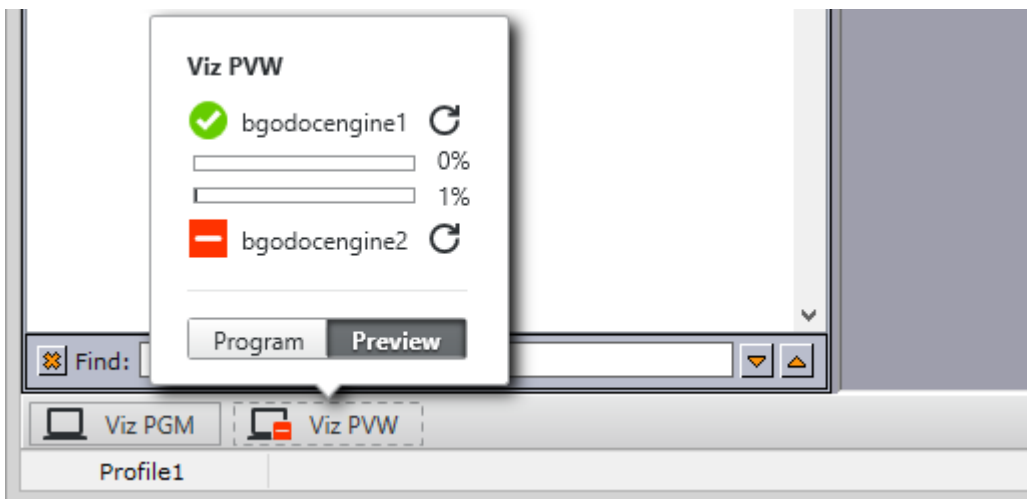 Viz PVW
bgodocengine1
0%
1%
bgodocengine2
Program Preview
Find:
Viz PGM Viz PVW
Profile1